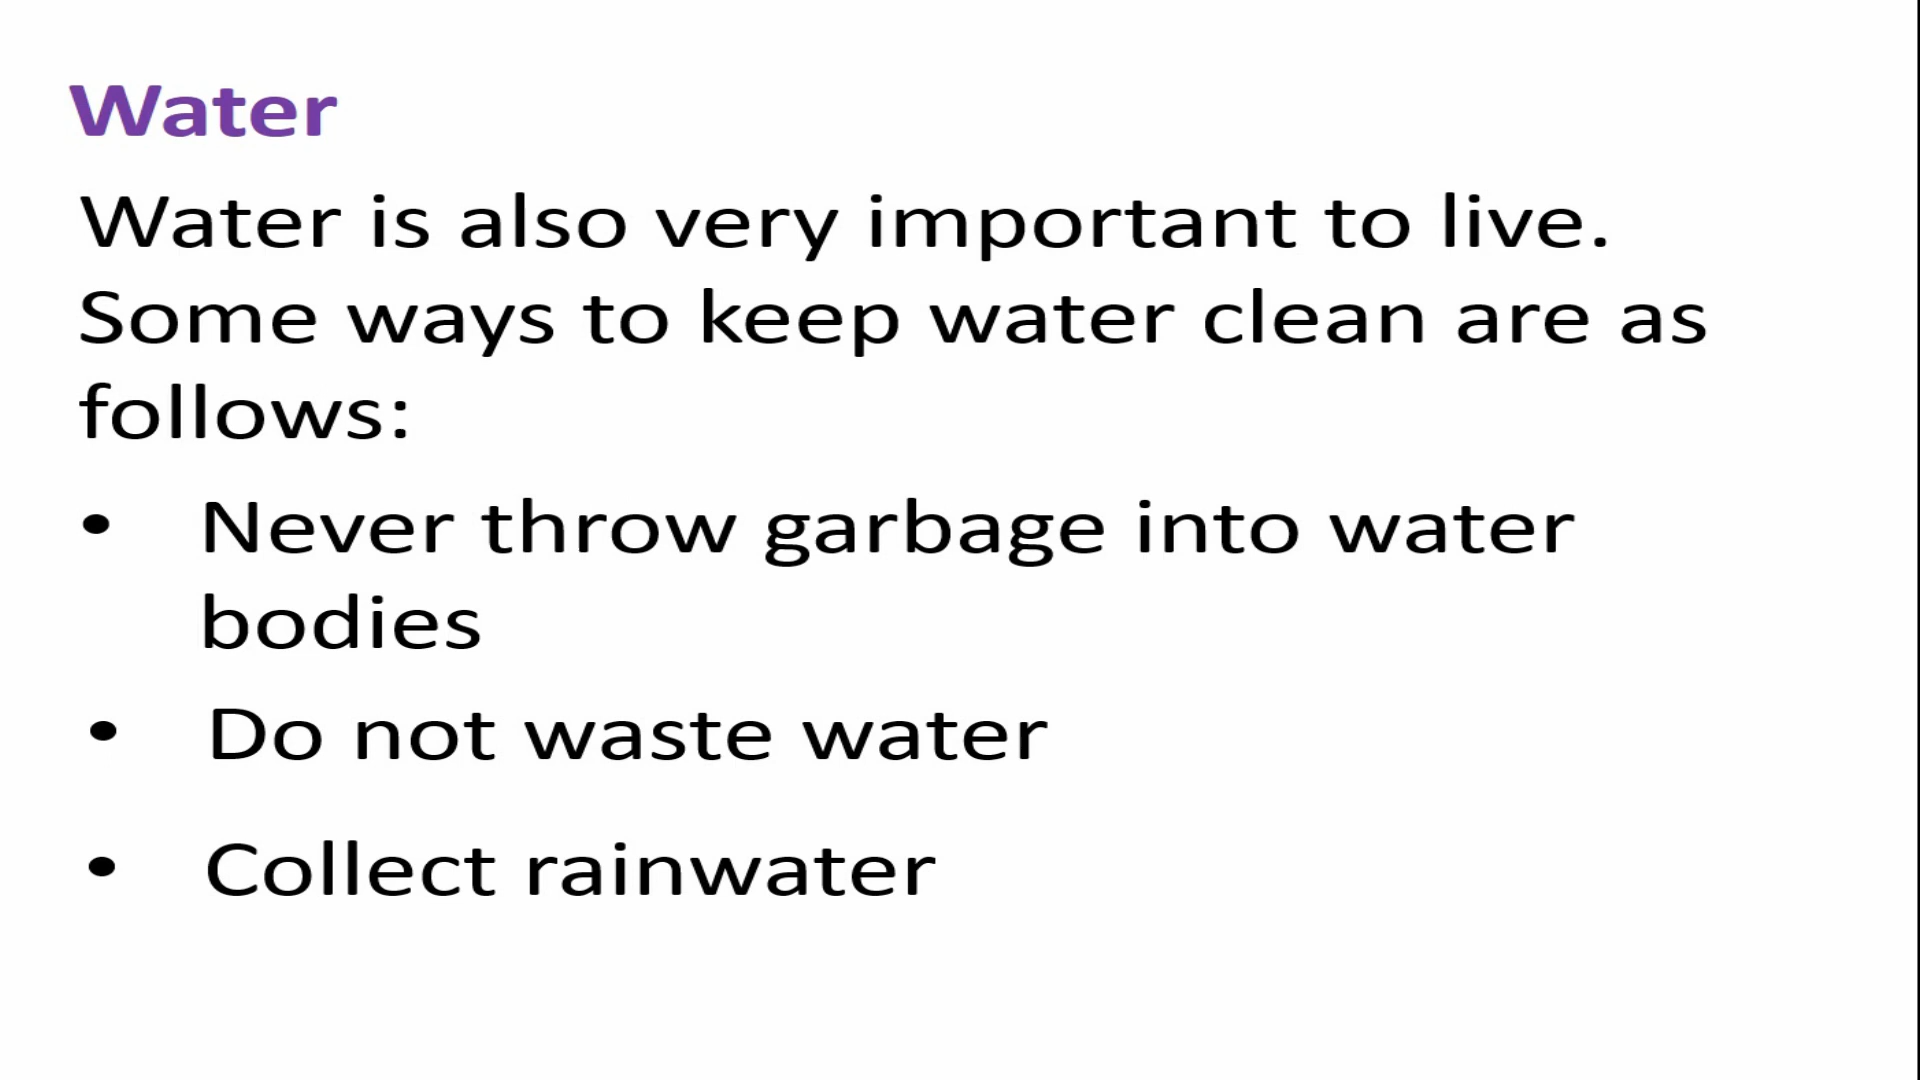 Water
Water is also very important to live.
Some ways to keep water clean are as
follows:
• Never throw garbage into water
bodies
• Do not waste water
• Collect rainwater